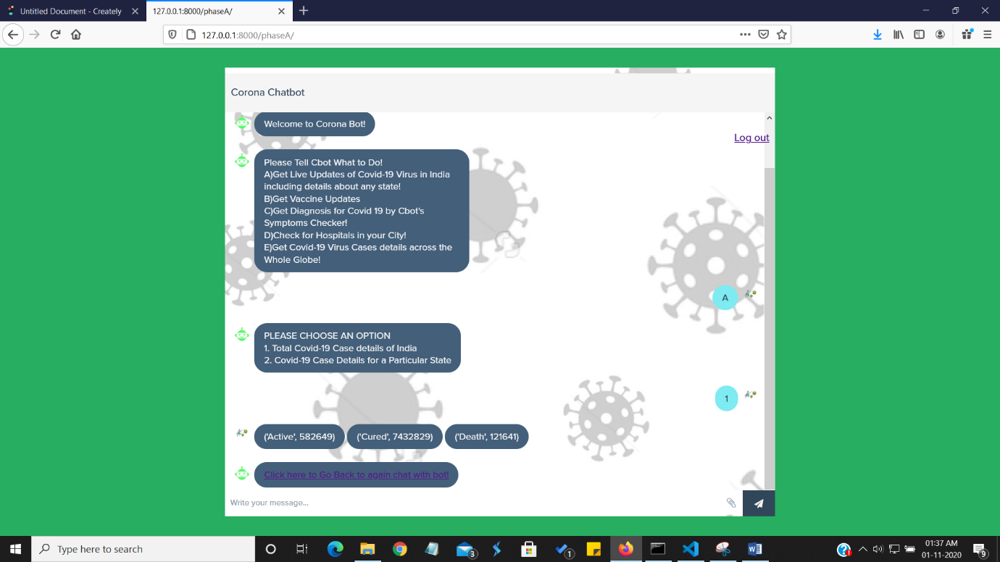 Untitled Document - Creately
127.0.0.1:8000/phaseA/
127.0.0.1:8000/phaseA/
Corona Chatbot
Welcome to Corona Bot!
Log out
Please Tell Cbot What to Do!
A)Get Live Updates of Covid-19 Virus in India
including details about any state!
B)Get Vaccine Updates
C)Get Diagnosis for Covid 19 by Cbot's
Symptoms Checker!
D)Check for Hospitals in your City!
E)Get Covid-19 Virus Cases details across the
Whole Globe!
A
PLEASE CHOOSE AN OPTION
1. Total Covid-19 Case details of India
2. Covid-19 Case Details for a Particular State
1
('Active', 582649) ('Cured', 7432829) ('Death', 121641)
Click here to Go Back to again chat with bot!
Write your message...
Type here to search
3
1
01:37 AM
01-11-2020
9